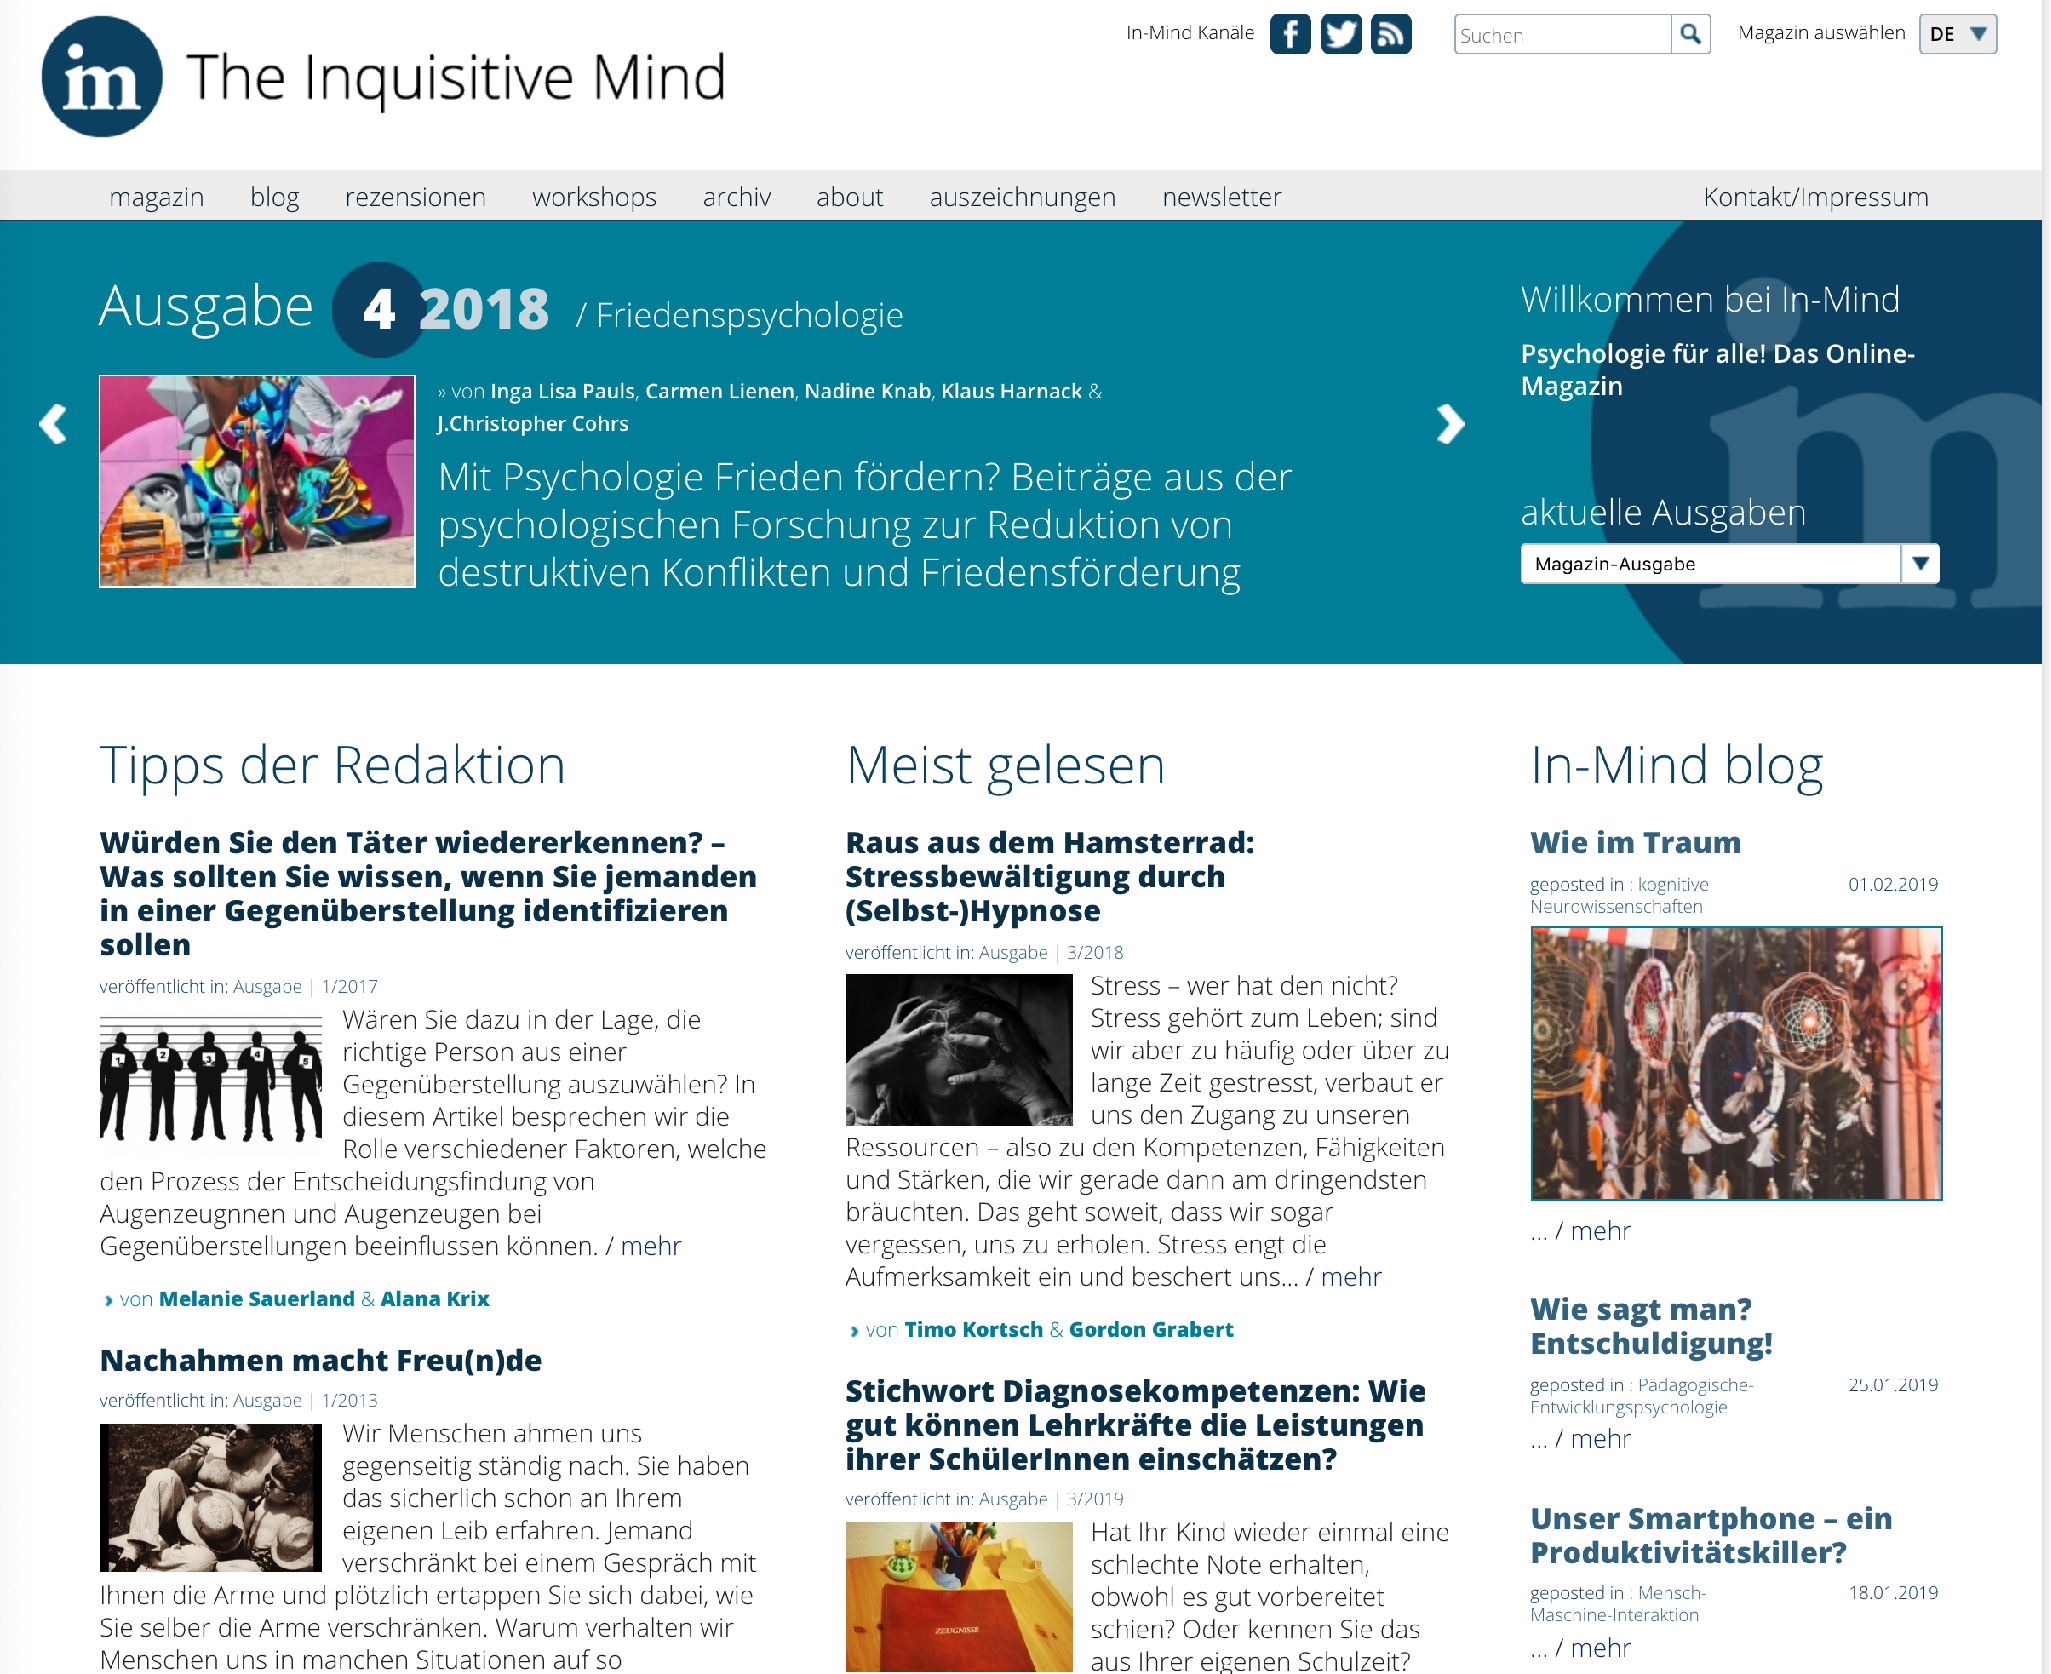 im The Inquisitive Mind
In-Mind Kanäle
Suchen
Magazin auswählen
DE
magazin blog rezensionen workshops archiv about auszeichnungen newsletter Kontakt/Impressum
Ausgabe 4 2018 / Friedenspsychologie
» von Inga Lisa Pauls, Carmen Lienen, Nadine Knab, Klaus Harnack &
J.Christopher Cohrs
Mit Psychologie Frieden fördern? Beiträge aus der
psychologischen Forschung zur Reduktion von
destruktiven Konflikten und Friedensförderung
Willkommen bei In-Mind
Psychologie für alle! Das Online-
Magazin
aktuelle Ausgaben
Magazin-Ausgabe
im
Tipps der Redaktion
Würden Sie den Täter wiedererkennen? –
Was sollten Sie wissen, wenn Sie jemanden
in einer Gegenüberstellung identifizieren
sollen
veröffentlicht in: Ausgabe | 1/2017
1 2 3 4 5
Wären Sie dazu in der Lage, die
richtige Person aus einer
Gegenüberstellung auszuwählen? In
diesem Artikel besprechen wir die
Rolle verschiedener Faktoren, welche
den Prozess der Entscheidungsfindung von
Augenzeugnnen und Augenzeugen bei
Gegenüberstellungen beeinflussen können. / mehr
von Melanie Sauerland & Alana Krix
Nachahmen macht Freu(n)de
veröffentlicht in: Ausgabe | 1/2013
Wir Menschen ahmen uns
gegenseitig ständig nach. Sie haben
das sicherlich schon an Ihrem
eigenen Leib erfahren. Jemand
verschränkt bei einem Gespräch mit
Ihnen die Arme und plötzlich ertappen Sie sich dabei, wie
Sie selber die Arme verschränken. Warum verhalten wir
Menschen uns in manchen Situationen auf so
Meist gelesen
Raus aus dem Hamsterrad:
Stressbewältigung durch
(Selbst-)Hypnose
veröffentlicht in: Ausgabe | 3/2018
Stress – wer hat den nicht?
Stress gehört zum Leben; sind
wir aber zu häufig oder über zu
lange Zeit gestresst, verbaut er
uns den Zugang zu unseren
Ressourcen – also zu den Kompetenzen, Fähigkeiten
und Stärken, die wir gerade dann am dringendsten
bräuchten. Das geht soweit, dass wir sogar
vergessen, uns zu erholen. Stress engt die
Aufmerksamkeit ein und beschert uns... / mehr
von Timo Kortsch & Gordon Grabert
Stichwort Diagnosekompetenzen: Wie
gut können Lehrkräfte die Leistungen
ihrer SchülerInnen einschätzen?
veröffentlicht in: Ausgabe | 3/2019
ZEUGNISSE
Hat Ihr Kind wieder einmal eine
schlechte Note erhalten,
obwohl es gut vorbereitet
schien? Oder kennen Sie das
aus Ihrer eigenen Schulzeit?
In-Mind blog
Wie im Traum
geposted in : kognitive 01.02.2019
Neurowissenschaften
... / mehr
Wie sagt man?
Entschuldigung!
geposted in : Pädagogische- 25.01.2019
Entwicklungspsychologie
... / mehr
Unser Smartphone – ein
Produktivitätskiller?
geposted in : Mensch- 18.01.2019
Maschine-Interaktion
... / mehr